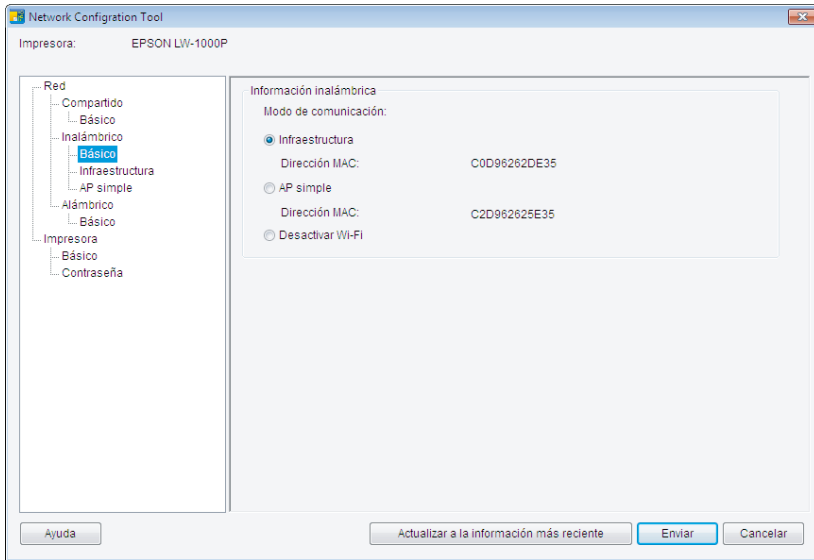 Network Configration Tool
Impresora: EPSON LW-1000P
Red
Compartido
Básico
Inalámbrico
Básico
Infraestructura
AP simple
Alámbrico
Básico
Impresora
Básico
Contraseña
Información inalámbrica
Modo de comunicación:
Infraestructura
Dirección MAC: C0D96262DE35
AP simple
Dirección MAC: C2D962625E35
Desactivar Wi-Fi
Ayuda Actualizar a la información más reciente Enviar Cancelar